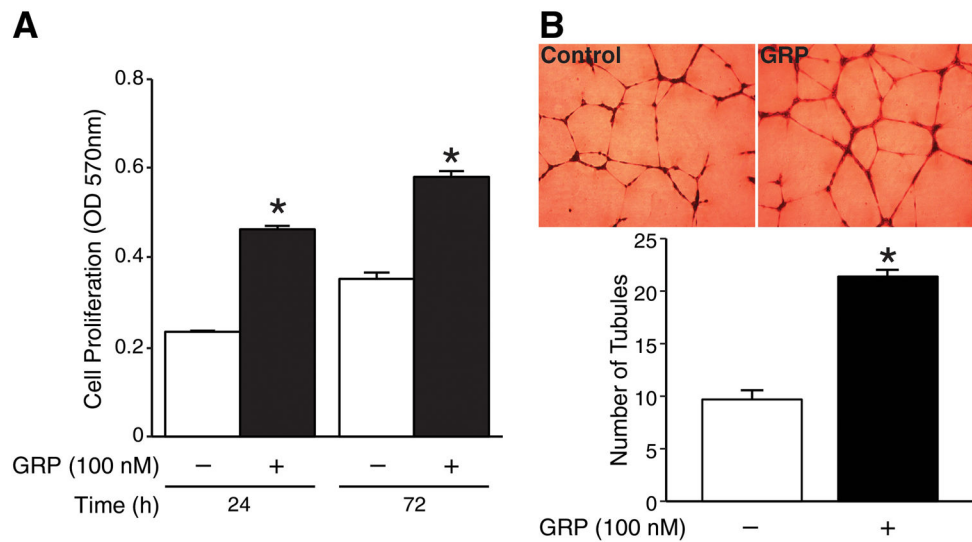 A
Cell Proliferation (OD 570nm)
0.8
0.6
0.4
0.2
0
*
*
GRP (100 nM) − + − +
Time (h) 24 72
B
Control
GRP
Number of Tubules
25
20
15
10
5
0
*
GRP (100 nM) − +